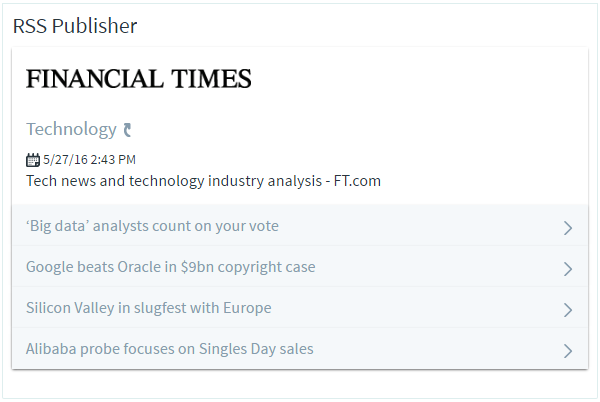 RSS Publisher
FINANCIAL TIMES
Technology
5/27/16 2:43 PM
Tech news and technology industry analysis - FT.com
‘Big data’ analysts count on your vote
Google beats Oracle in $9bn copyright case
Silicon Valley in slugfest with Europe
Alibaba probe focuses on Singles Day sales